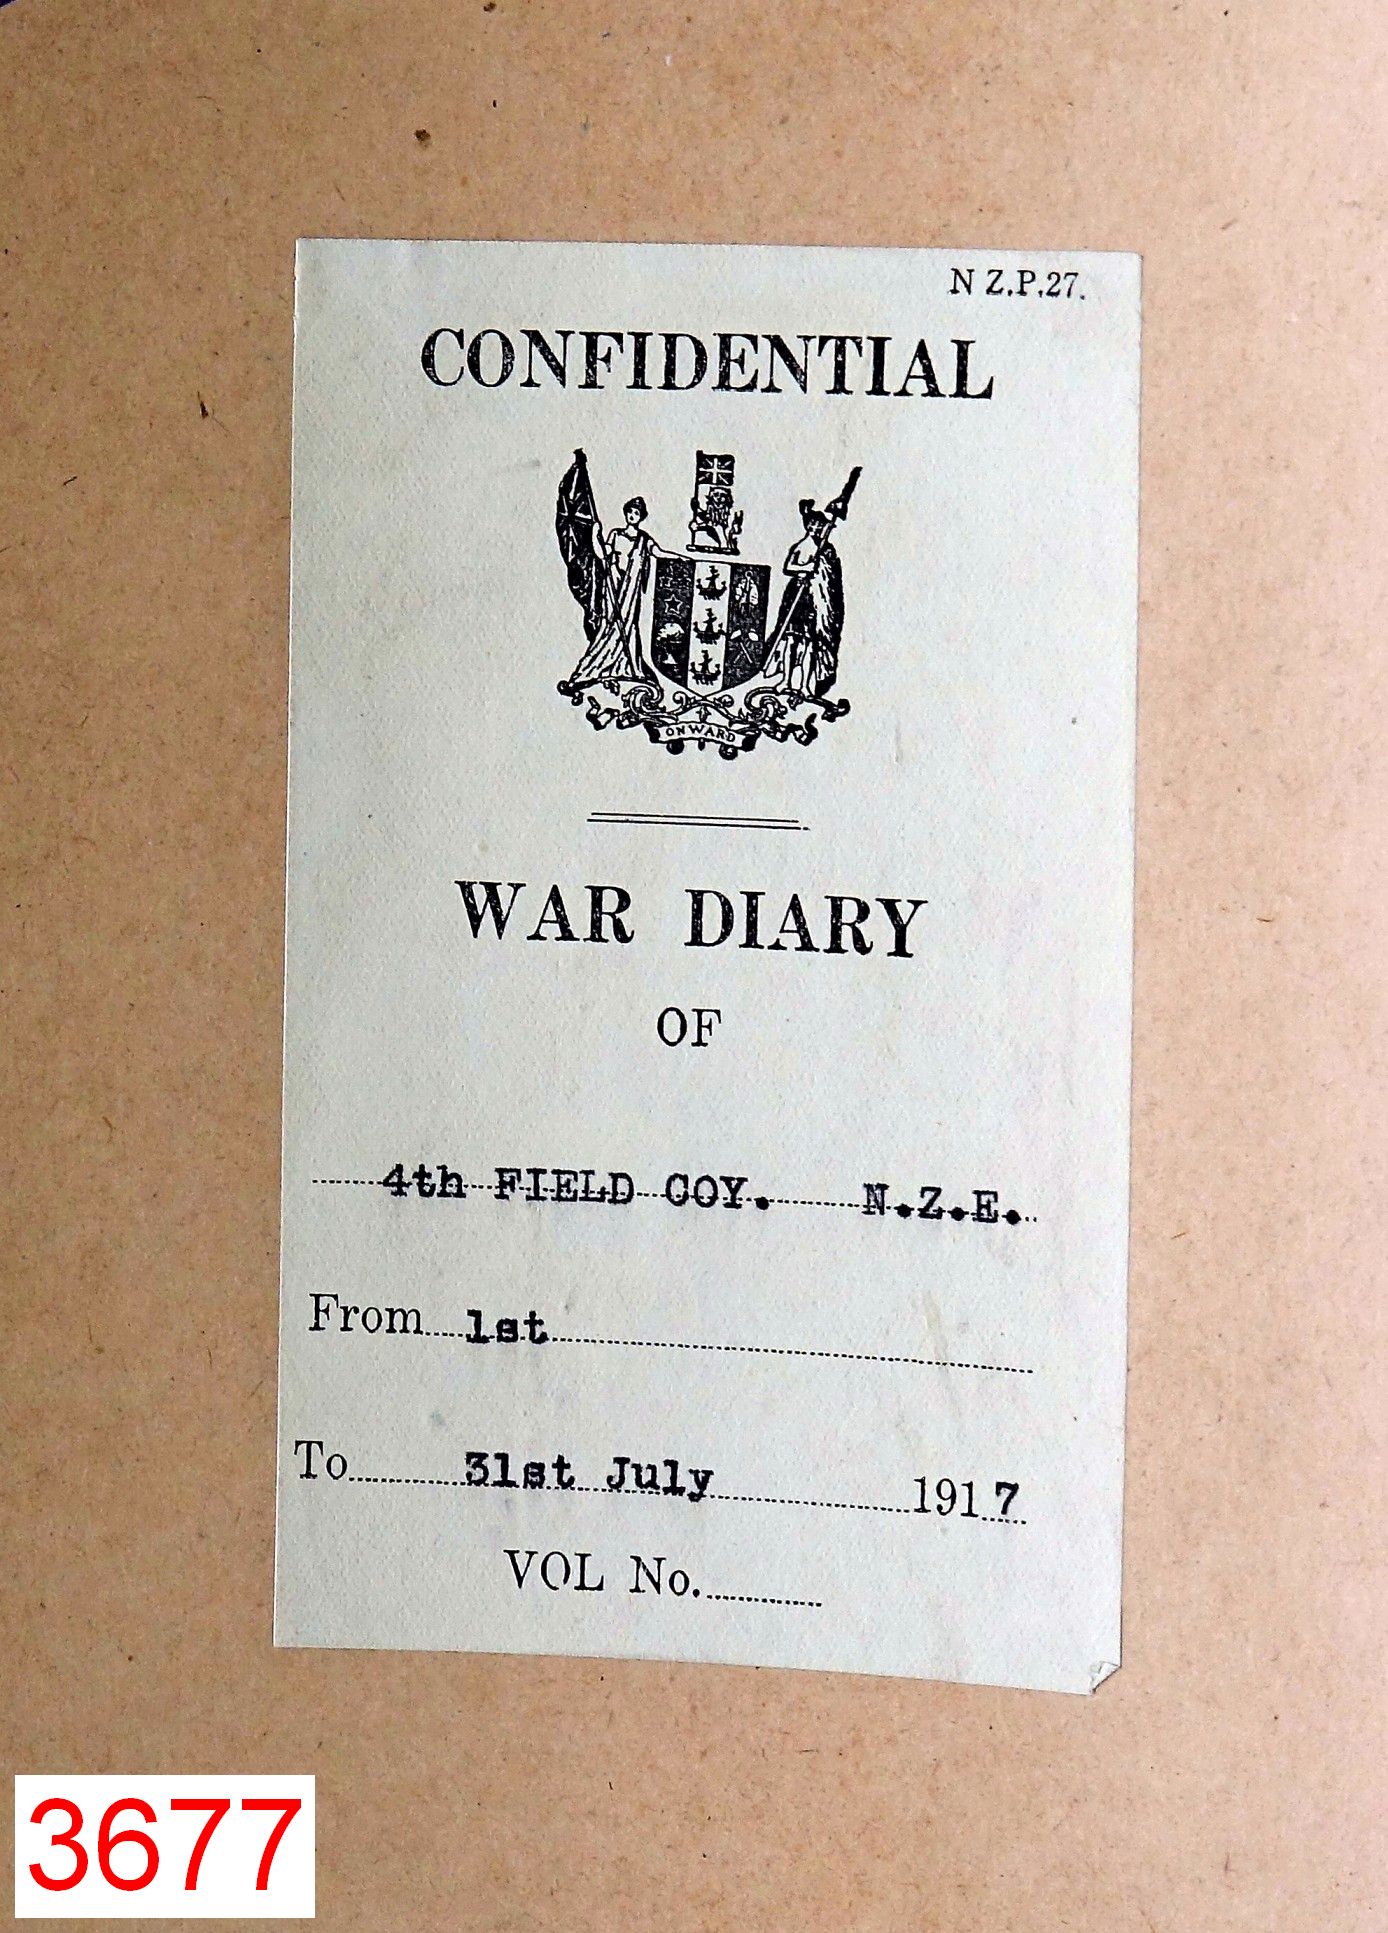 N Z.P.27.
CONFIDENTIAL
ONWARD
WAR DIARY
OF
4th FIELD COY. N.Z.E.
From 1st
To 31st July 1917
VOL No.
3677